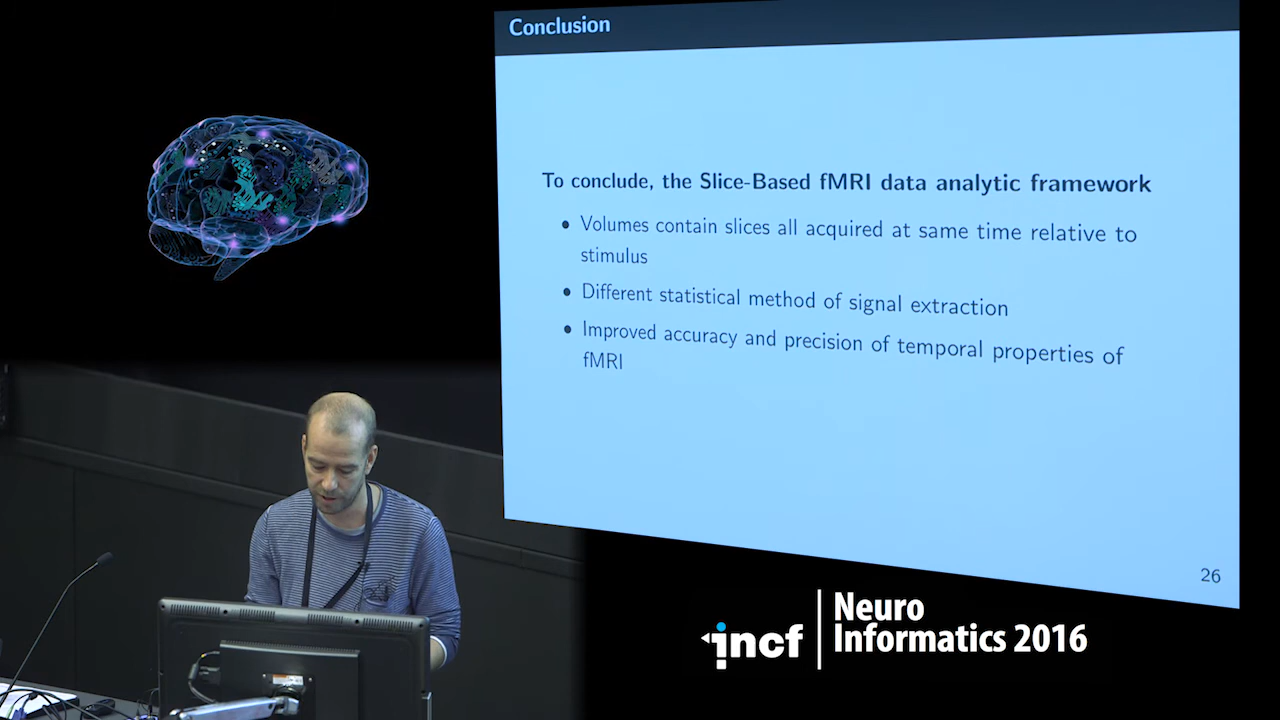 Conclusion
To conclude, the Slice-Based fMRI data analytic framework
• Volumes contain slices all acquired at same time relative to
stimulus
• Different statistical method of signal extraction
• Improved accuracy and precision of temporal properties of
fMRI
26
incf
Neuro
Informatics 2016